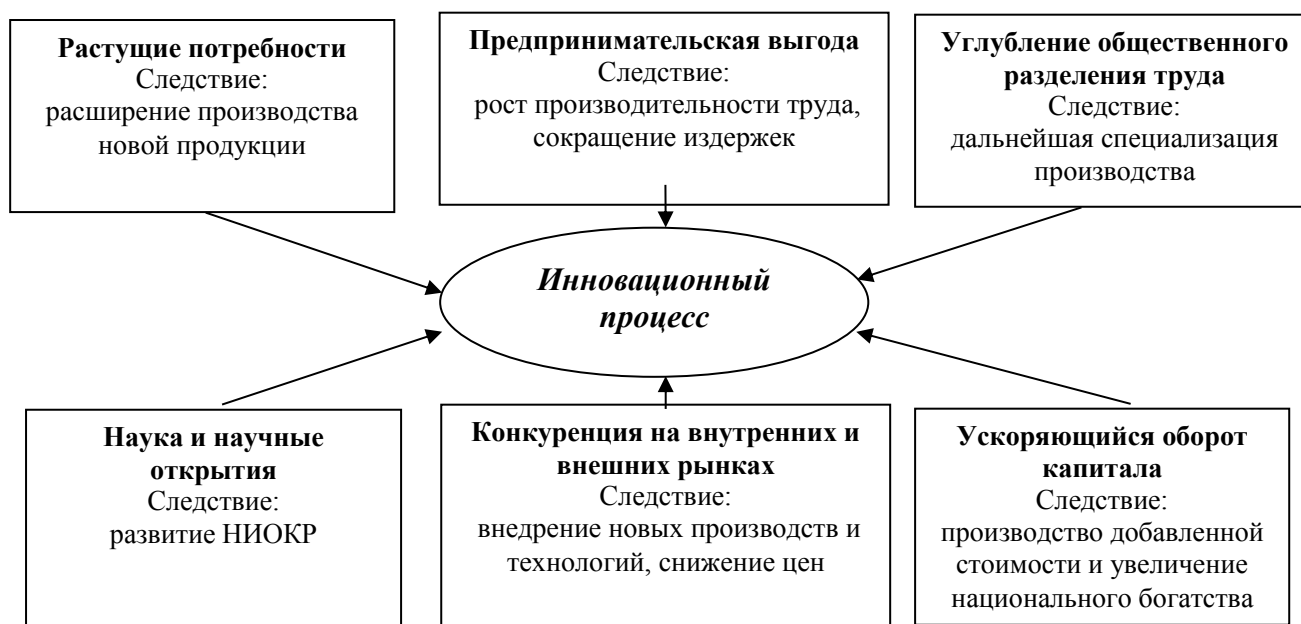 Растущие потребности
Следствие:
расширение производства
новой продукции
Предпринимательская выгода
Следствие:
рост производительности труда,
сокращение издержек
Углубление общественного
разделения труда
Следствие:
дальнейшая специализация
производства
Инновационный
процесс
Наука и научные
открытия
Следствие:
развитие НИОКР
Конкуренция на внутренних и
внешних рынках
Следствие:
внедрение новых производств и
технологий, снижение цен
Ускоряющийся оборот
капитала
Следствие:
производство добавленной
стоимости и увеличение
национального богатства